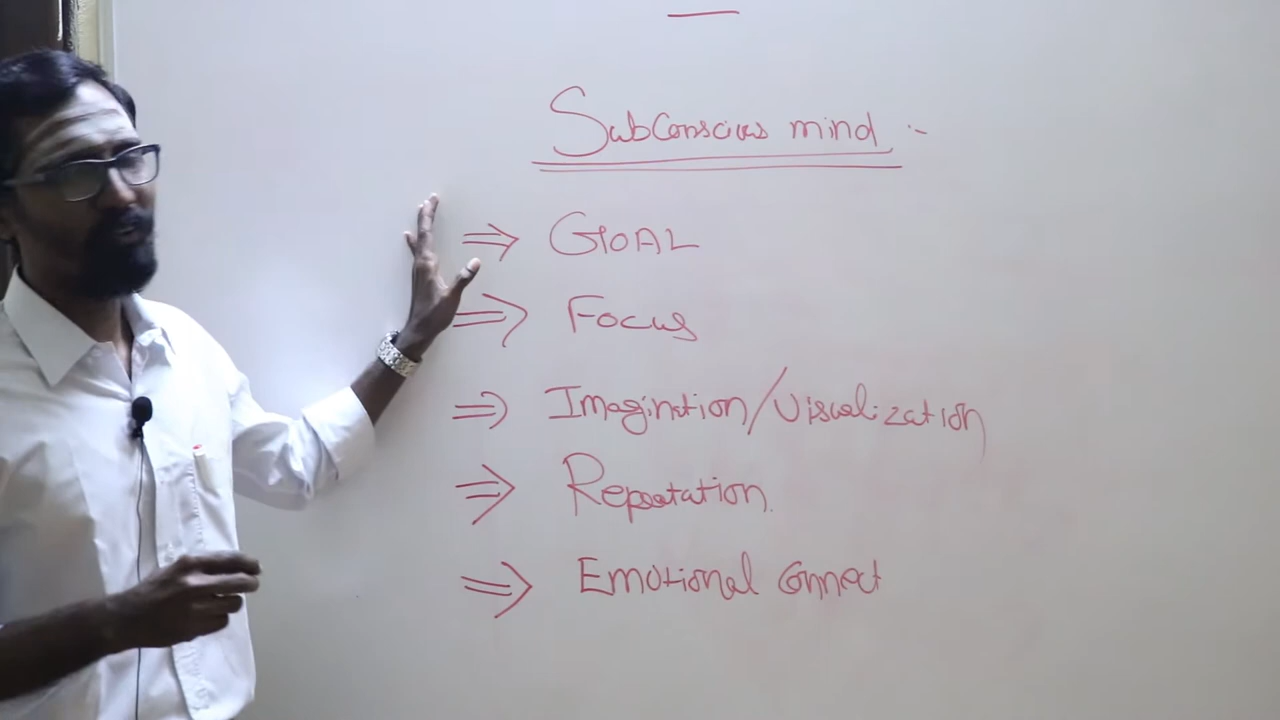 Subconscious mind :-
⇒ GOAL
⇒ Focus
⇒ Imagination/Visualization
⇒ Repeatation
⇒ Emotional Connect